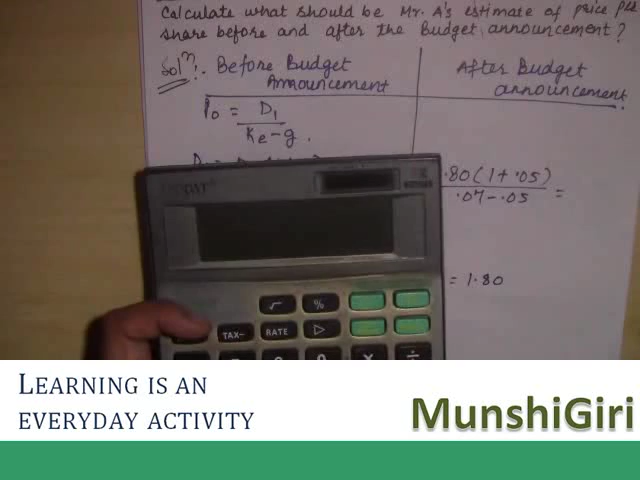 Calculate what should be Mr. A's estimate of price per
share before and after the Budget announcement?
Solⁿ:. Before Budget Announcement
After Budget announcement
P₀ = D₁ / Ke-g.
.80(1+.05) / .07-.05 =
= 1.80
√ %
TAX- RATE ▷
× ÷
LEARNING IS AN
EVERYDAY ACTIVITY
MunshiGiri